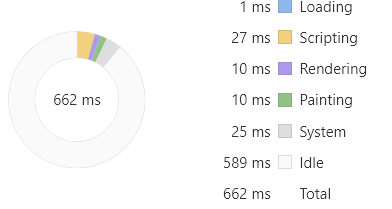 662 ms
1 ms Loading
27 ms Scripting
10 ms Rendering
10 ms Painting
25 ms System
589 ms Idle
662 ms Total